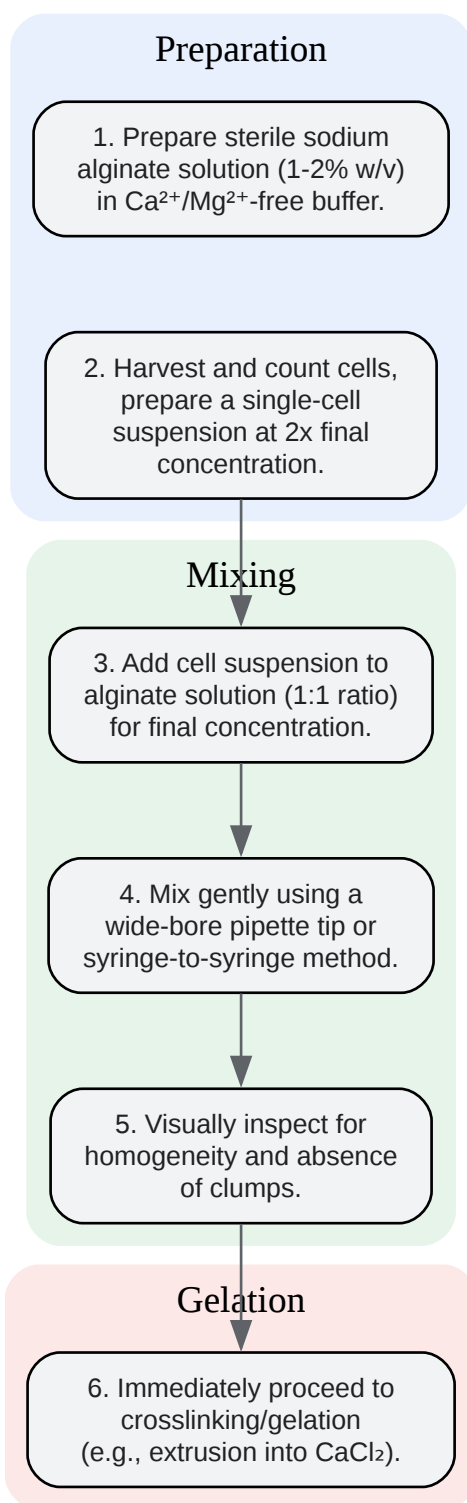 Preparation
1. Prepare sterile sodium
alginate solution (1-2% w/v)
in Ca²⁺/Mg²⁺-free buffer.
2. Harvest and count cells,
prepare a single-cell
suspension at 2x final
concentration.
Mixing
3. Add cell suspension to
alginate solution (1:1 ratio)
for final concentration.
4. Mix gently using a
wide-bore pipette tip or
syringe-to-syringe method.
5. Visually inspect for
homogeneity and absence
of clumps.
Gelation
6. Immediately proceed to
crosslinking/gelation
(e.g., extrusion into CaCl₂).